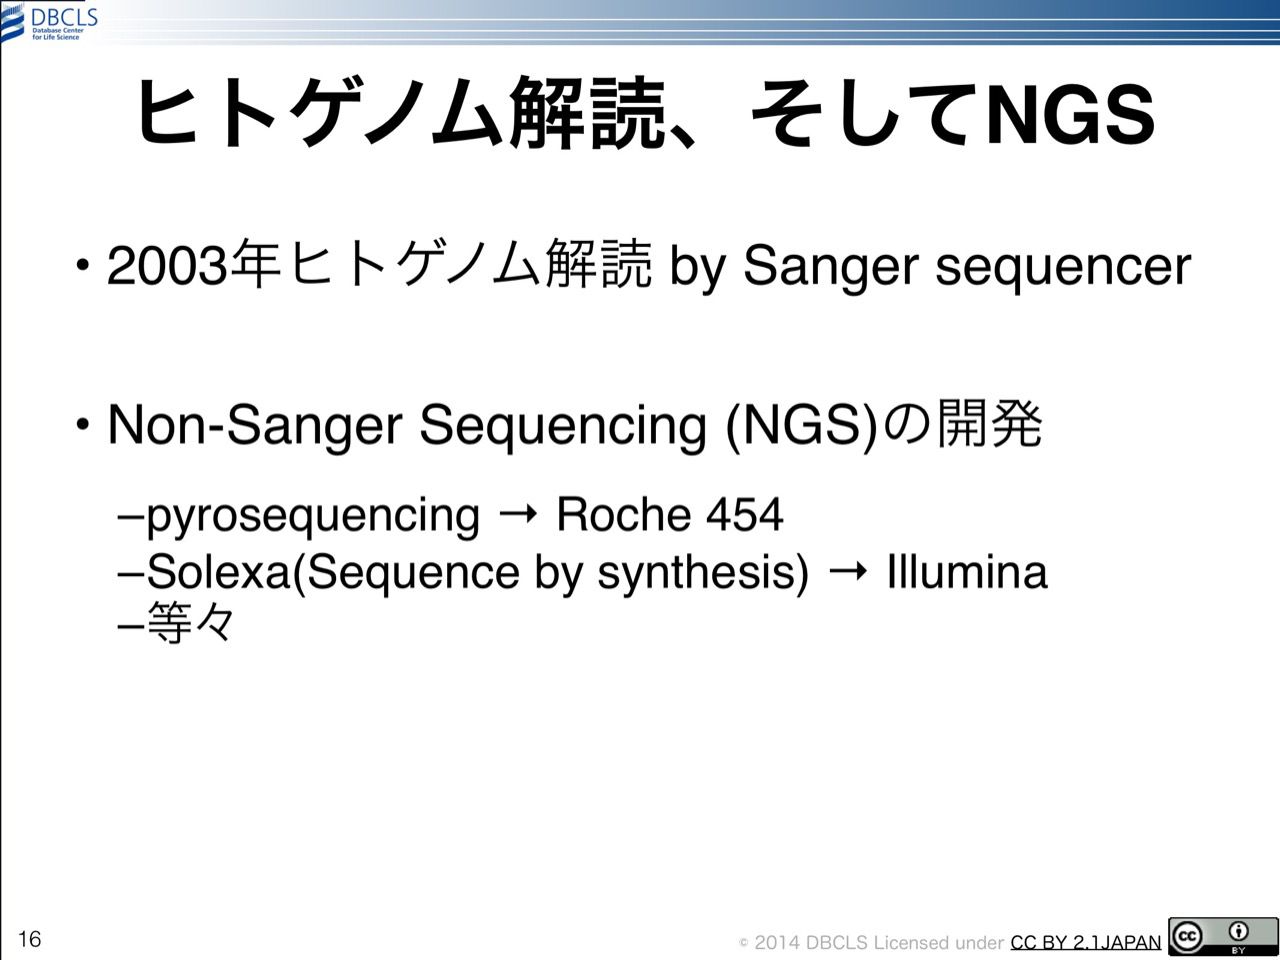 DBCLS
Database Center
for Life Science
ヒトゲノム解読、そしてNGS
• 2003年ヒトゲノム解読 by Sanger sequencer
• Non-Sanger Sequencing (NGS)の開発
–pyrosequencing → Roche 454
–Solexa(Sequence by synthesis) → Illumina
–等々
16
© 2014 DBCLS Licensed under CC BY 2.1JAPAN
cc
BY